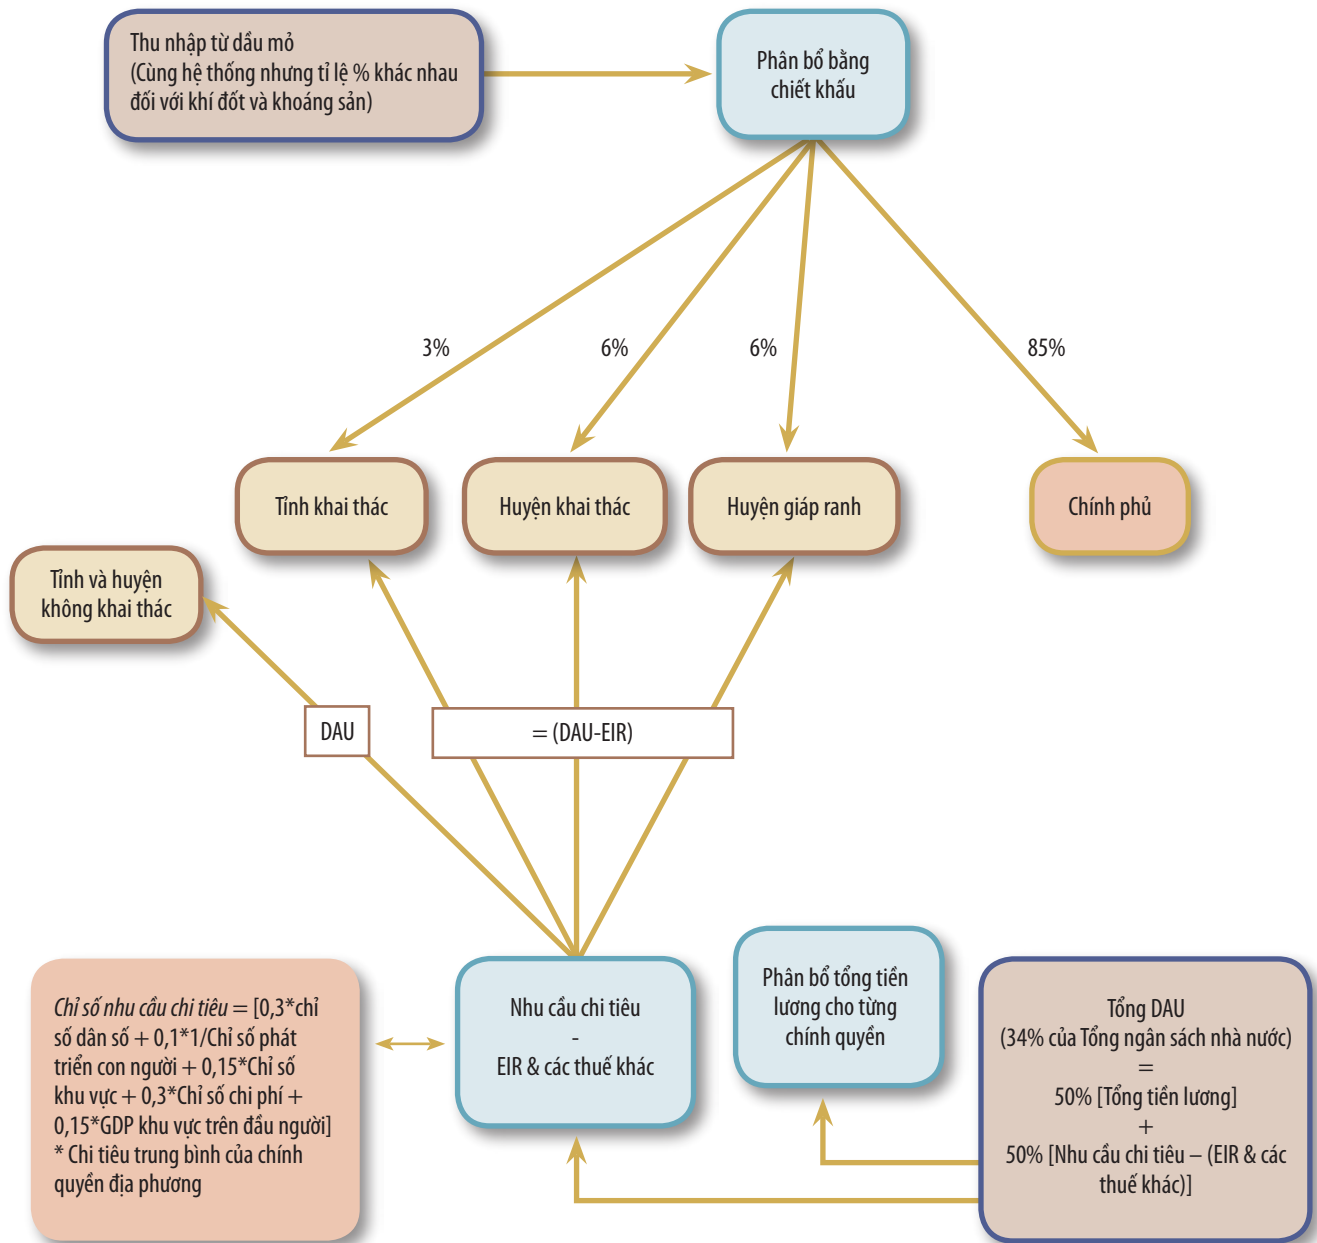 Thu nhập từ dầu mỏ
(Cùng hệ thống nhưng tỉ lệ % khác nhau
đối với khí đốt và khoáng sản)
Phân bổ bằng
chiết khấu
3%
6%
6%
85%
Tỉnh khai thác
Huyện khai thác
Huyện giáp ranh
Chính phủ
Tỉnh và huyện
không khai thác
DAU
= (DAU-EIR)
Chỉ số nhu cầu chi tiêu = [0,3*chỉ
số dân số + 0,1*1/Chỉ số phát
triển con người + 0,15*Chỉ số
khu vực + 0,3*Chỉ số chi phí +
0,15*GDP khu vực trên đầu người]
* Chi tiêu trung bình của chính
quyền địa phương
Nhu cầu chi tiêu
-
EIR & các thuế khác
Phân bổ tổng tiền
lương cho từng
chính quyền
Tổng DAU
(34% của Tổng ngân sách nhà nước)
=
50% [Tổng tiền lương]
+
50% [Nhu cầu chi tiêu – (EIR & các
thuế khác)]